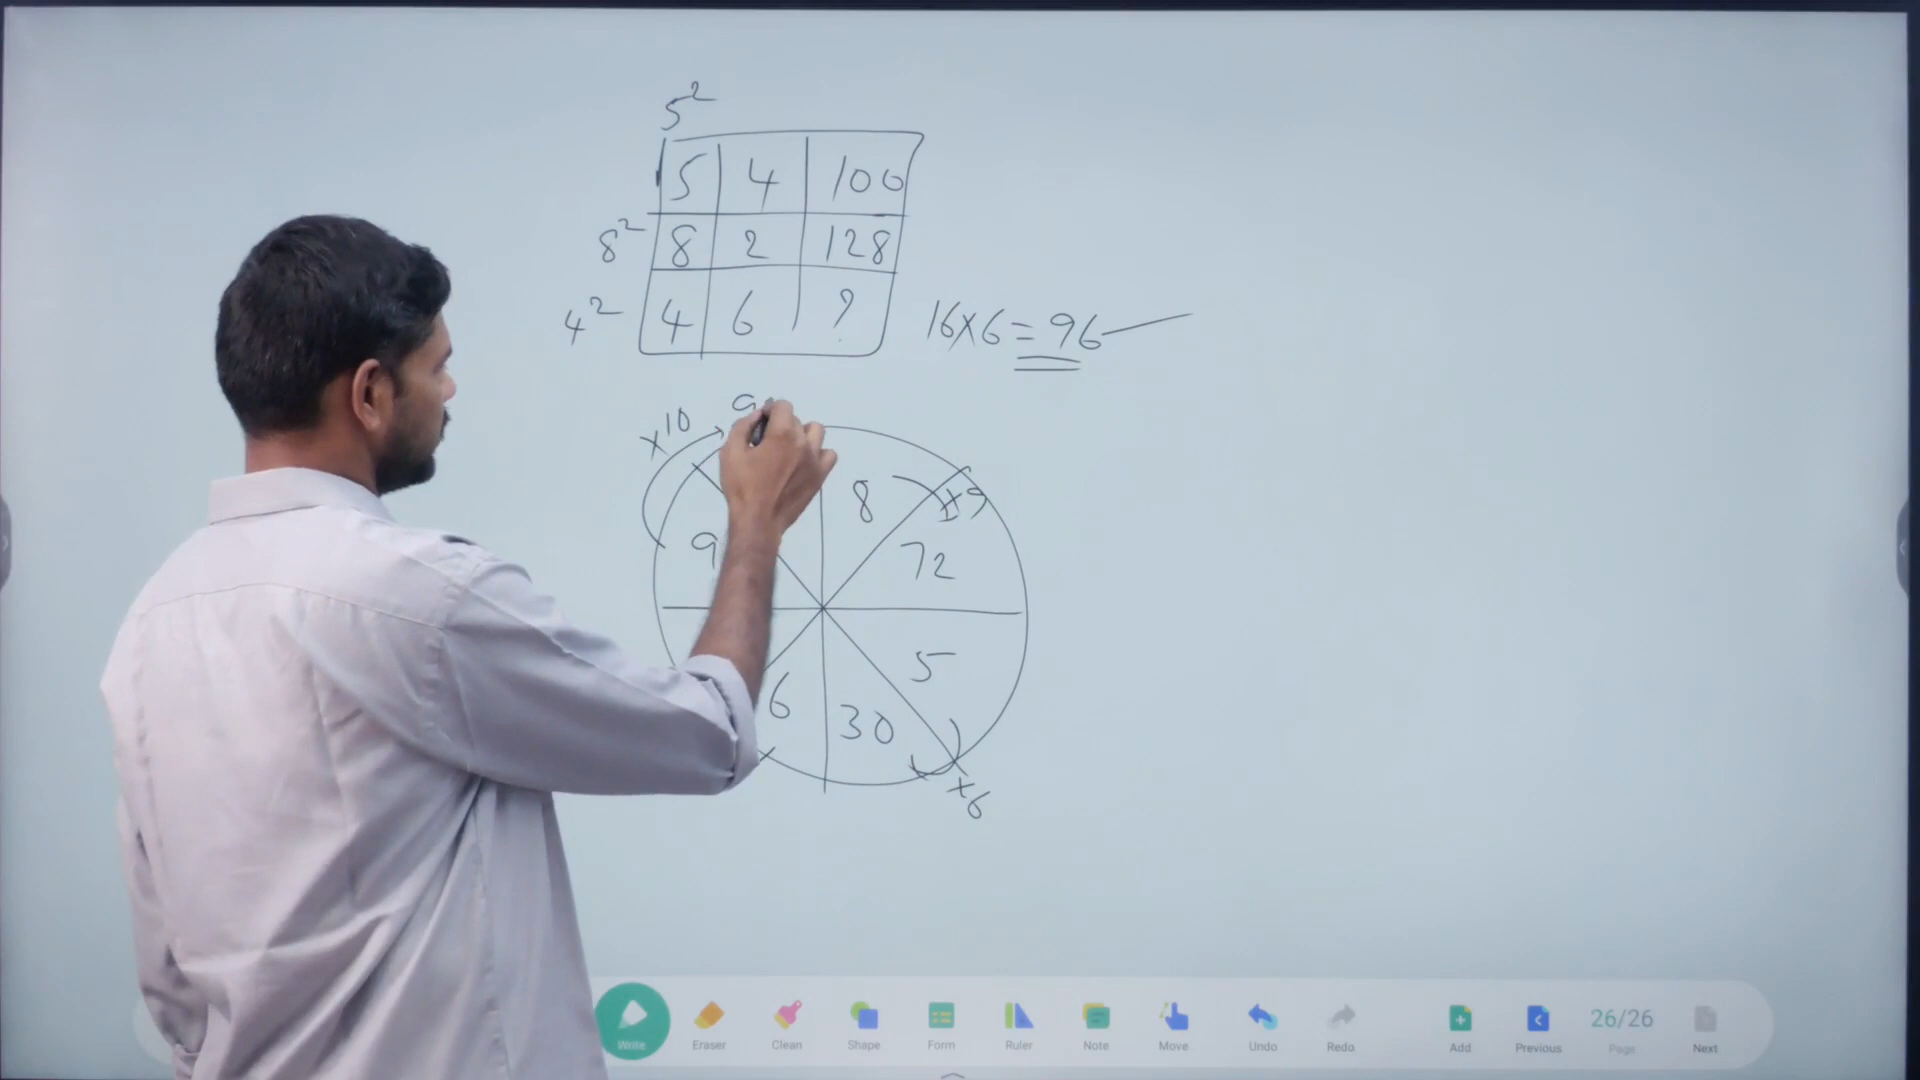 5²
5 4 100
8² 8 2 128
4² 4 6 ?
16×6 = 96
×10 9
8 ×9
9 72
5
6 30
×6
Write Eraser Clean Shape Form Ruler Note Move Undo Redo Add Previous 26/26 Page Next